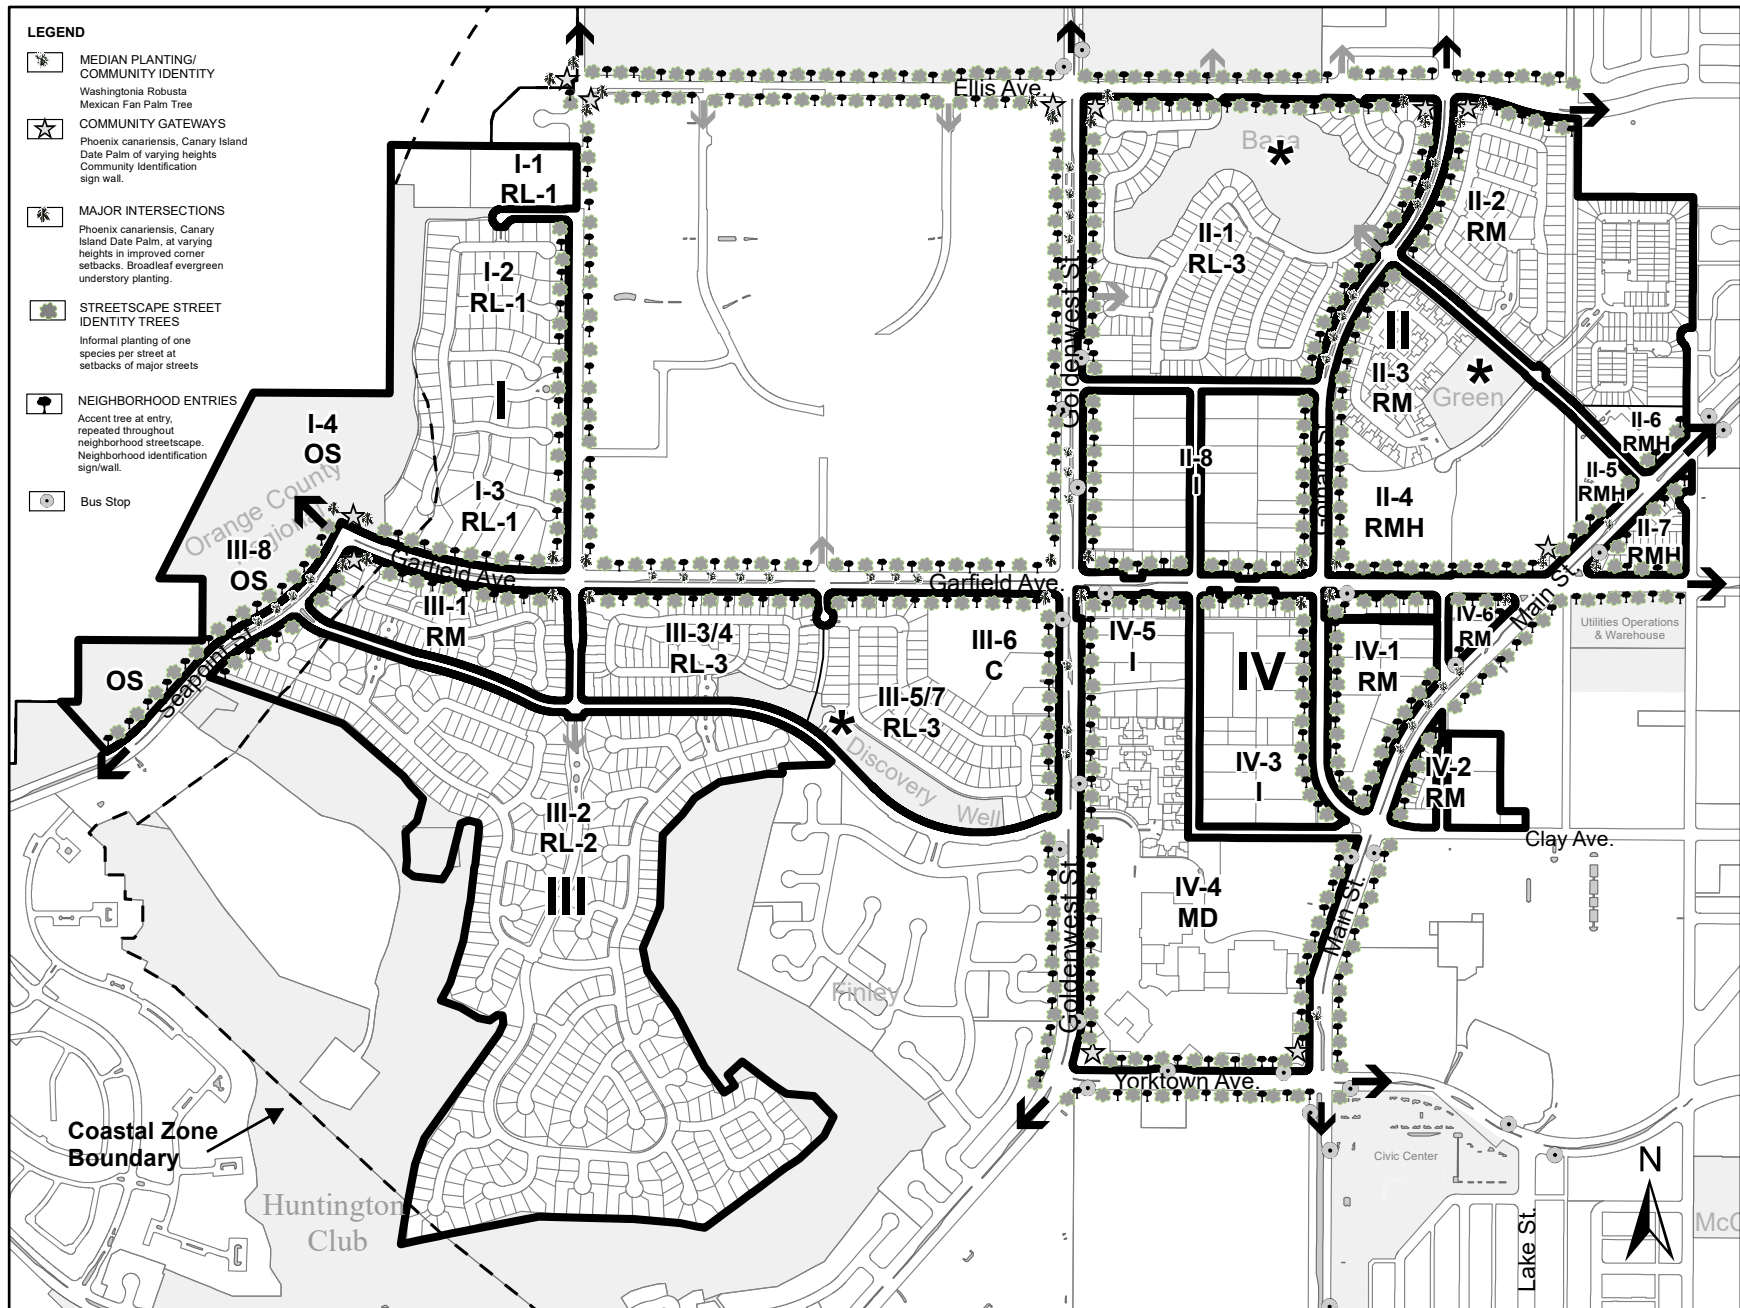 LEGEND
MEDIAN PLANTING/
COMMUNITY IDENTITY
Washingtonia Robusta
Mexican Fan Palm Tree
COMMUNITY GATEWAYS
Phoenix canariensis, Canary Island
Date Palm of varying heights
Community Identification
sign wall.
MAJOR INTERSECTIONS
Phoenix canariensis, Canary
Island Date Palm, at varying
heights in improved corner
setbacks. Broadleaf evergreen
understory planting.
STREETSCAPE STREET
IDENTITY TREES
Informal planting of one
species per street at
setbacks of major streets
NEIGHBORHOOD ENTRIES
Accent tree at entry,
repeated throughout
neighborhood streetscape.
Neighborhood identification
sign/wall.
Bus Stop
Ellis Ave.
I-1
RL-1
I-2
RL-1
I
I-3
RL-1
I-4
OS
Orange County
Regional
III-8
OS
OS
Seapoint St.
Garfield Ave.
Garfield Ave.
Goldenwest St.
Baca
*
II-1
RL-3
II-2
RM
II
II-3
RM
*
Green
II-6
RMH
II-5
RMH
II-4
RMH
II-7
RMH
II-8
I
Gothard St.
Main St.
III-1
RM
III-3/4
RL-3
III-6
C
III-5/7
RL-3
*
Discovery Well
III-2
RL-2
III
Finley
IV-5
I
IV
IV-3
I
IV-1
RM
IV-6
RM
IV-2
RM
Utilities Operations
& Warehouse
Clay Ave.
IV-4
MD
Goldenwest St.
Main St.
Yorktown Ave.
Civic Center
Lake St.
N
McC
Coastal Zone
Boundary
Huntington
Club